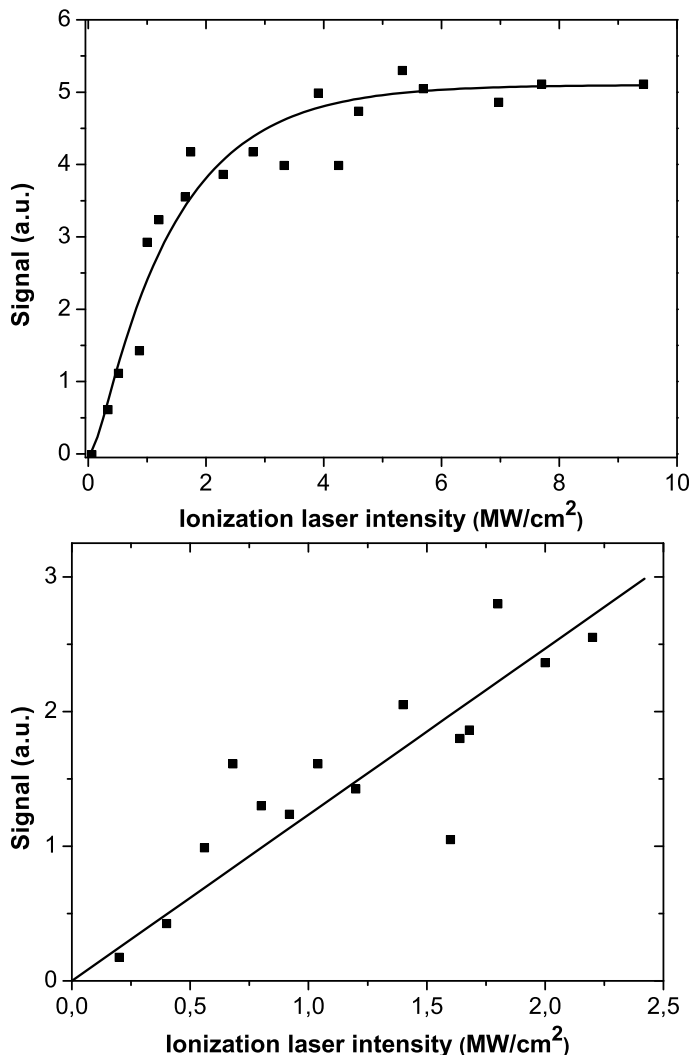 6
5
4
3
2
1
0
Signal (a.u.)
0 2 4 6 8 10
Ionization laser intensity (MW/cm²)
3
2
1
0
Signal (a.u.)
0,0 0,5 1,0 1,5 2,0 2,5
Ionization laser intensity (MW/cm²)